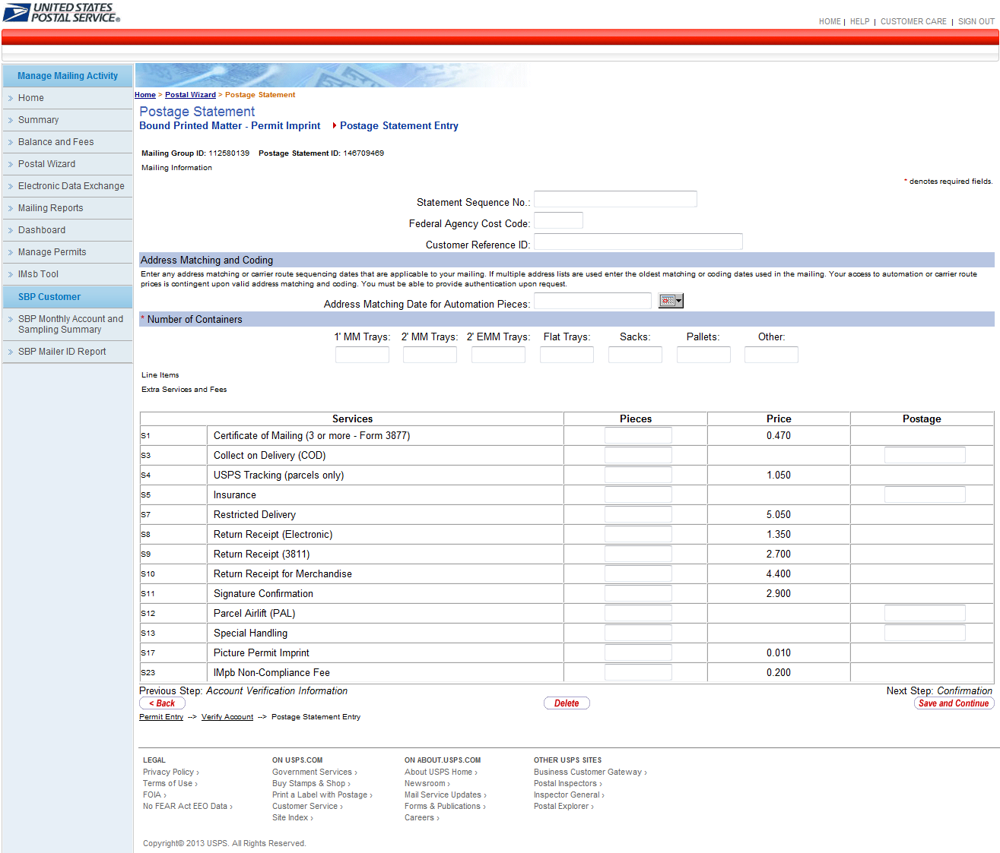 UNITED STATES
POSTAL SERVICE®
HOME | HELP | CUSTOMER CARE | SIGN OUT
Manage Mailing Activity
» Home
» Summary
» Balance and Fees
» Postal Wizard
» Electronic Data Exchange
» Mailing Reports
» Dashboard
» Manage Permits
» IMsb Tool
SBP Customer
» SBP Monthly Account and
Sampling Summary
» SBP Mailer ID Report
Home > Postal Wizard > Postage Statement
Postage Statement
Bound Printed Matter - Permit Imprint Postage Statement Entry
Mailing Group ID: 112580139 Postage Statement ID: 146709469
Mailing Information
* denotes required fields.
Statement Sequence No.:
Federal Agency Cost Code:
Customer Reference ID:
Address Matching and Coding
Enter any address matching or carrier route sequencing dates that are applicable to your mailing. If multiple address lists are used enter the oldest matching or coding dates used in the mailing. Your access to automation or carrier route
prices is contingent upon valid address matching and coding. You must be able to provide authentication upon request.
Address Matching Date for Automation Pieces:
* Number of Containers
1' MM Trays: 2' MM Trays: 2' EMM Trays: Flat Trays: Sacks: Pallets: Other:
Line Items
Extra Services and Fees
Services Pieces Price Postage
S1 Certificate of Mailing (3 or more - Form 3877) 0.470
S3 Collect on Delivery (COD)
S4 USPS Tracking (parcels only) 1.050
S5 Insurance
S7 Restricted Delivery 5.050
S8 Return Receipt (Electronic) 1.350
S9 Return Receipt (3811) 2.700
S10 Return Receipt for Merchandise 4.400
S11 Signature Confirmation 2.900
S12 Parcel Airlift (PAL)
S13 Special Handling
S17 Picture Permit Imprint 0.010
S23 IMpb Non-Compliance Fee 0.200
Previous Step: Account Verification Information Next Step: Confirmation
< Back Delete Save and Continue
Permit Entry --> Verify Account --> Postage Statement Entry
LEGAL ON USPS.COM ON ABOUT.USPS.COM OTHER USPS SITES
Privacy Policy › Government Services › About USPS Home › Business Customer Gateway ›
Terms of Use › Buy Stamps & Shop › Newsroom › Postal Inspectors ›
FOIA › Print a Label with Postage › Mail Service Updates › Inspector General ›
No FEAR Act EEO Data › Customer Service › Forms & Publications › Postal Explorer ›
Site Index › Careers ›
Copyright© 2013 USPS. All Rights Reserved.